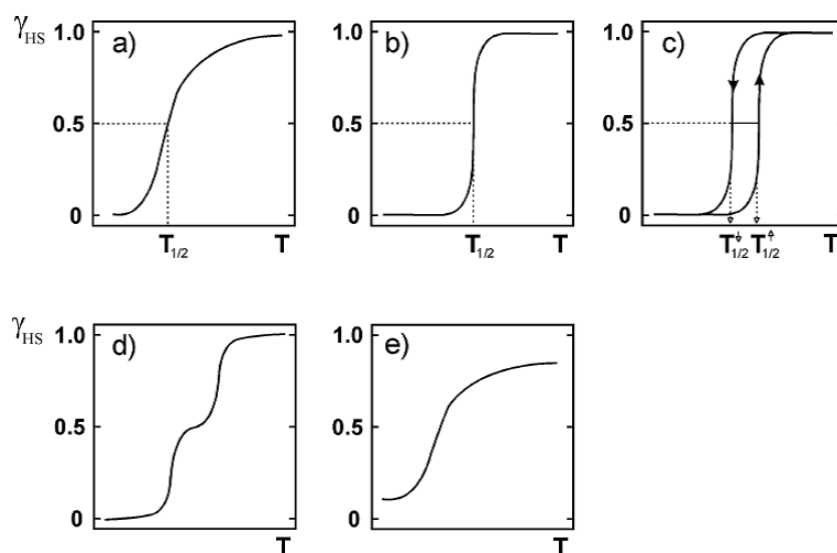 γHS 1.0 a) 1.0 b) 1.0 c)
0.5 0.5 0.5
0 0 0
T1/2 T T1/2 T T1/2↓ T1/2↑ T
γHS 1.0 d) 1.0 e)
0.5 0.5
0 0
T T